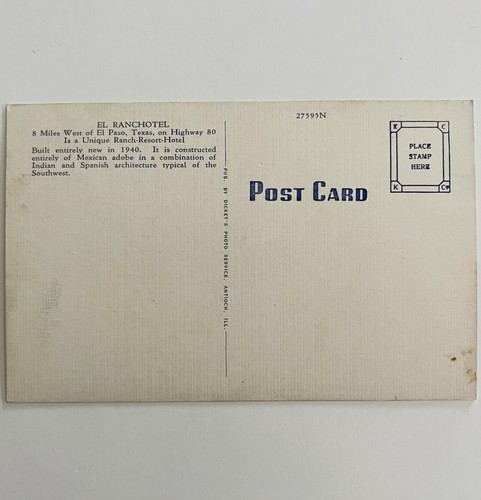 EL RANCHOTEL
8 Miles West of El Paso, Texas, on Highway 80
Is a Unique Ranch-Resort-Hotel
Built entirely new in 1940. It is constructed
entirely of Mexican adobe in a combination of
Indian and Spanish architecture typical of the
Southwest.
PUB. BY DICKEY'S PHOTO SERVICE, ANTIOCH, ILL.
27595N
POST CARD
E C
PLACE
STAMP
HERE
K Co